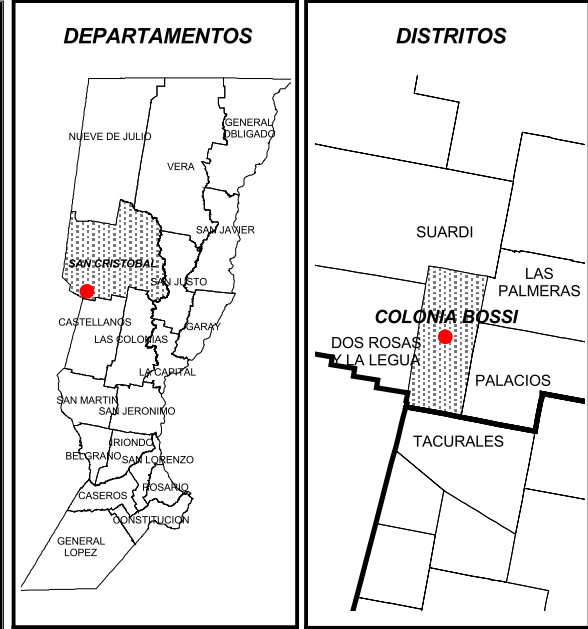 DEPARTAMENTOS
NUEVE DE JULIO
GENERAL
OBLIGADO
VERA
SAN JAVIER
SAN CRISTOBAL
SAN JUSTO
CASTELLANOS
GARAY
LAS COLONIAS
LA CAPITAL
SAN MARTIN
SAN JERONIMO
IRIONDO
BELGRANO
SAN LORENZO
ROSARIO
CASEROS
CONSTITUCION
GENERAL
LOPEZ
DISTRITOS
SUARDI
LAS
PALMERAS
COLONIA BOSSI
DOS ROSAS
Y LA LEGUA
PALACIOS
TACURALES